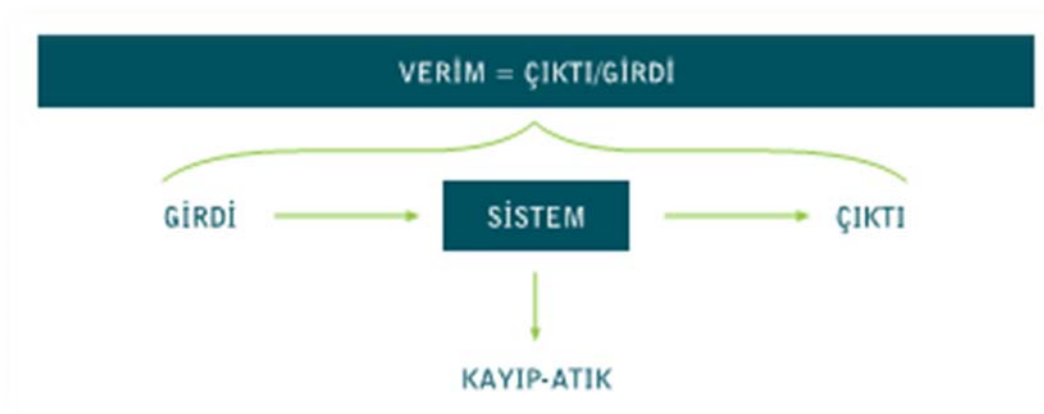 VERİM = ÇIKTI/GİRDİ
GİRDİ
SİSTEM
ÇIKTI
KAYIP-ATIK